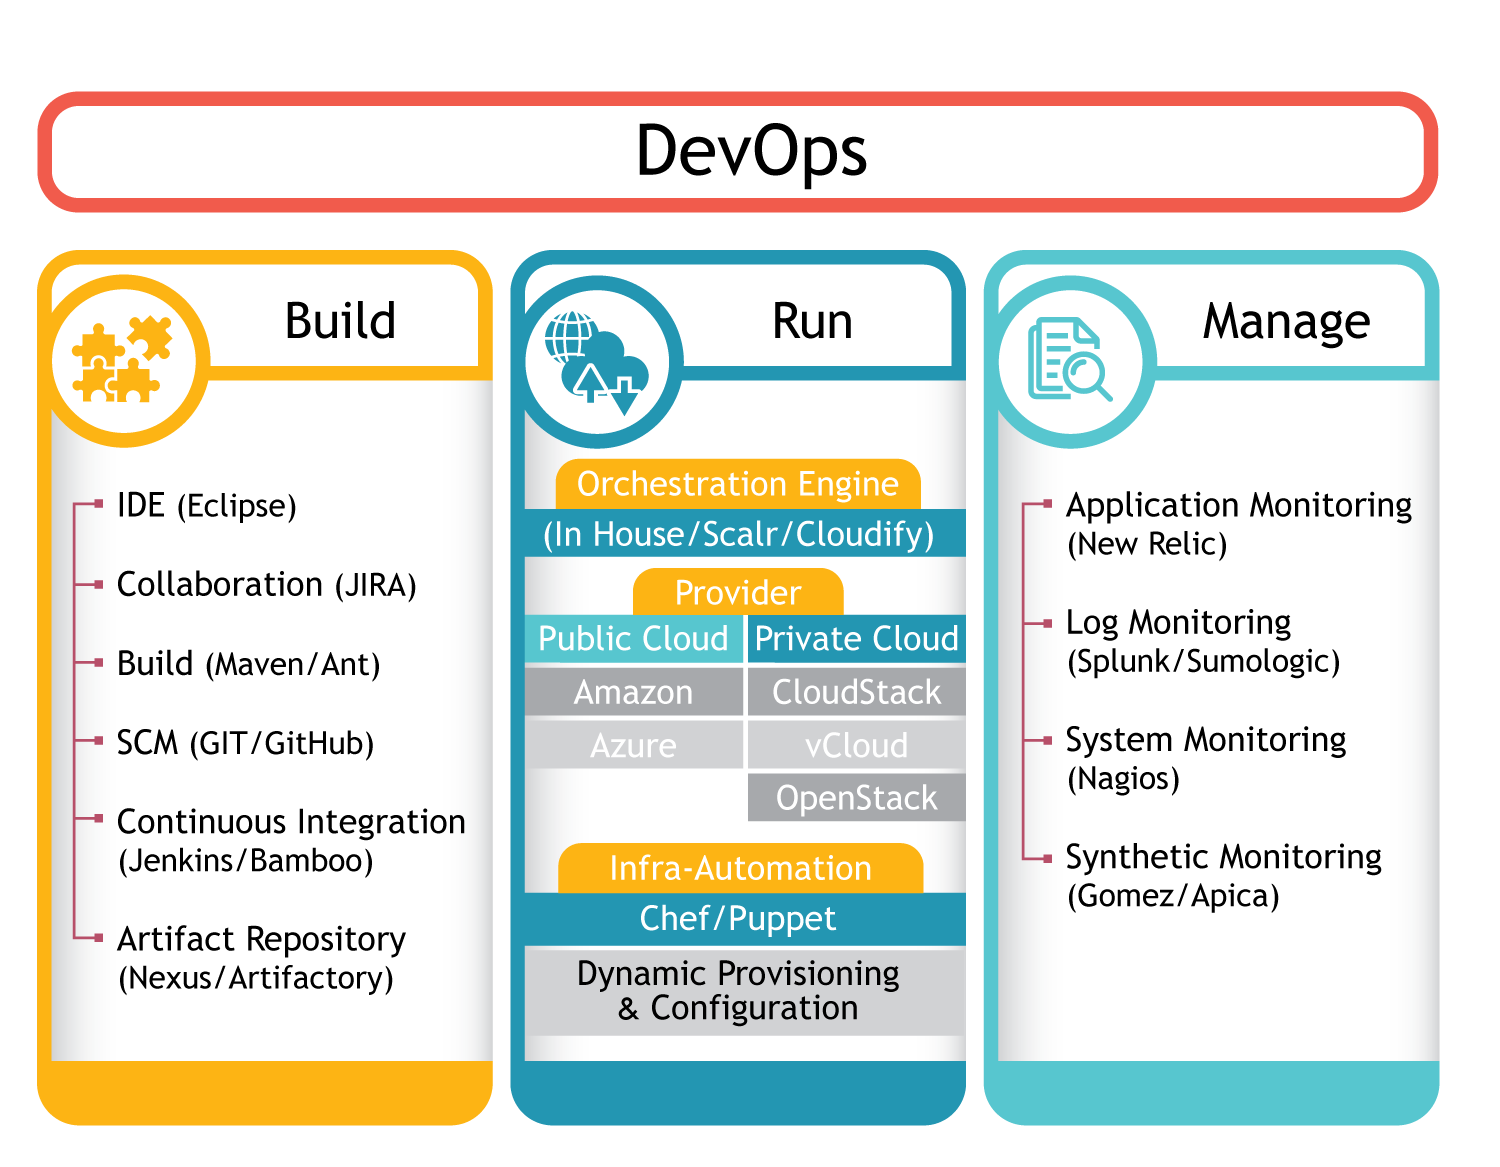 DevOps
Build
IDE (Eclipse)
Collaboration (JIRA)
Build (Maven/Ant)
SCM (GIT/GitHub)
Continuous Integration
(Jenkins/Bamboo)
Artifact Repository
(Nexus/Artifactory)
Run
Orchestration Engine
(In House/Scalr/Cloudify)
Provider
Public Cloud Private Cloud
Amazon CloudStack
Azure vCloud
OpenStack
Infra-Automation
Chef/Puppet
Dynamic Provisioning
& Configuration
Manage
Application Monitoring
(New Relic)
Log Monitoring
(Splunk/Sumologic)
System Monitoring
(Nagios)
Synthetic Monitoring
(Gomez/Apica)